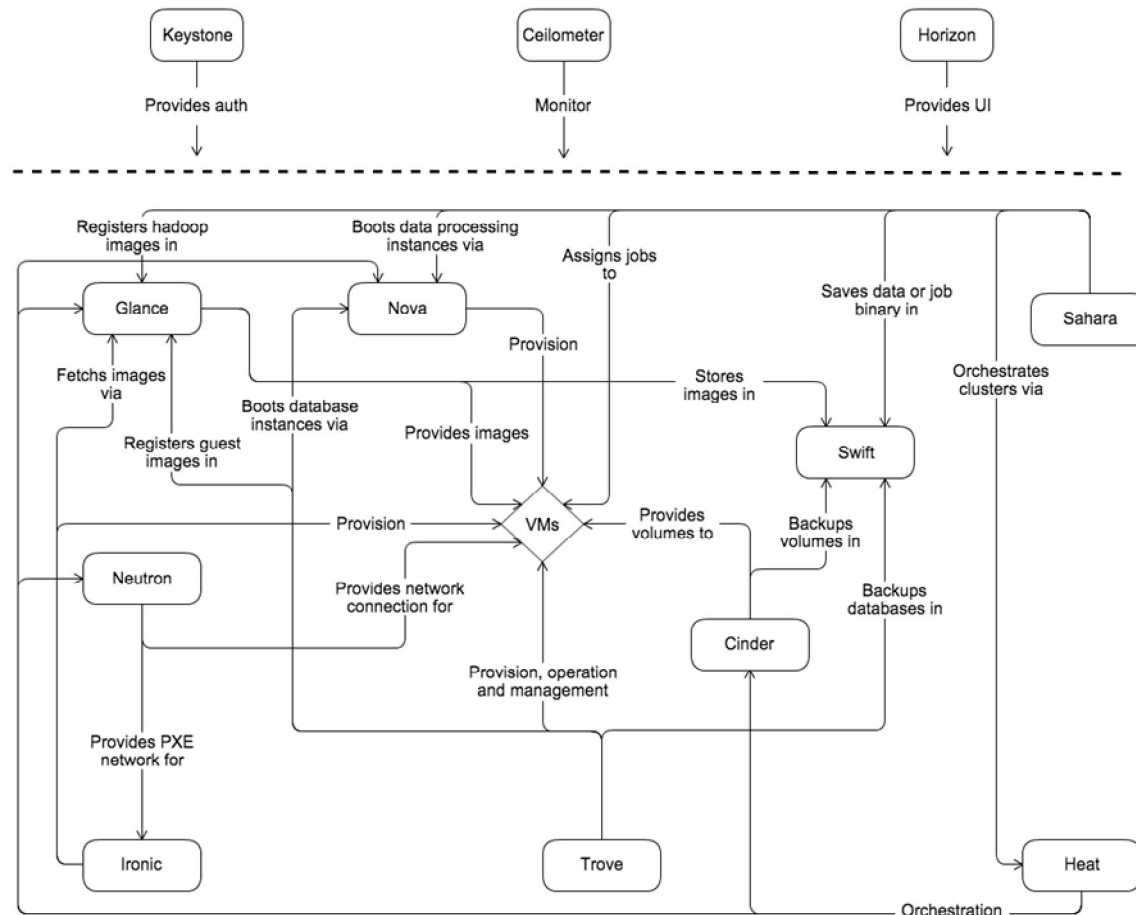 Keystone
Ceilometer
Horizon
Provides auth
Monitor
Provides UI
Registers hadoop
images in
Boots data processing
instances via
Assigns jobs
to
Saves data or job
binary in
Glance
Nova
Sahara
Provision
Fetchs images
via
Orchestrates
clusters via
Stores
images in
Boots database
instances via
Provides images
Registers guest
images in
Swift
Provision
VMs
Provides
volumes to
Backups
volumes in
Neutron
Provides network
connection for
Backups
databases in
Cinder
Provision, operation
and management
Provides PXE
network for
Ironic
Trove
Heat
Orchestration